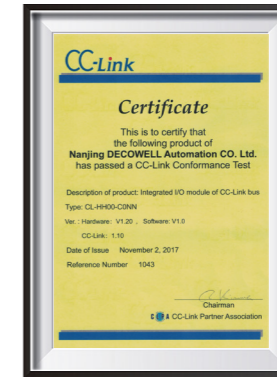 CC-Link
Certificate
This is to certify that
the following product of
Nanjing DECOWELL Automation CO. Ltd.
has passed a CC-Link Conformance Test
Description of product: Integrated I/O module of CC-Link bus
Type: CL-HH00-C0NN
Ver. : Hardware: V1.20 , Software: V1.0
CC-Link: 1.10
Date of Issue November 2, 2017
Reference Number 1043
Chairman
CLPA CC-Link Partner Association